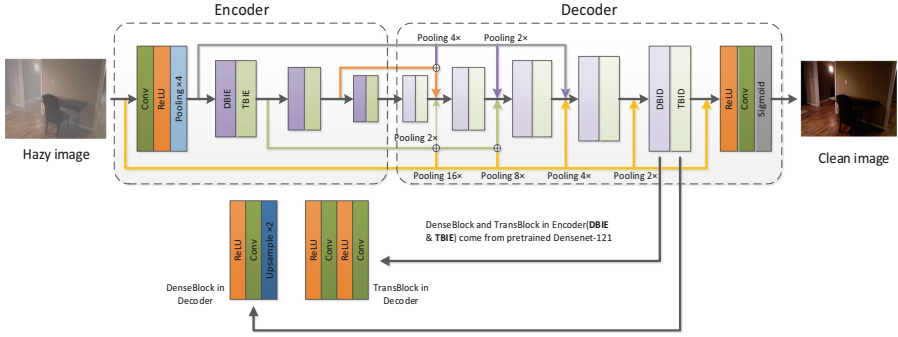 Encoder
Decoder
Pooling 4×
Pooling 2×
Conv
ReLU
Pooling ×4
DBIE
TBIE
DBID
TBID
ReLU
Conv
Sigmoid
Hazy image
Clean image
Pooling 2×
Pooling 16×
Pooling 8×
Pooling 4×
Pooling 2×
DenseBlock and TransBlock in Encoder(DBIE
& TBIE) come from pretrained Densenet-121
ReLU
Conv
Upsample ×2
ReLU
Conv
ReLU
Conv
DenseBlock in
Decoder
TransBlock in
Decoder